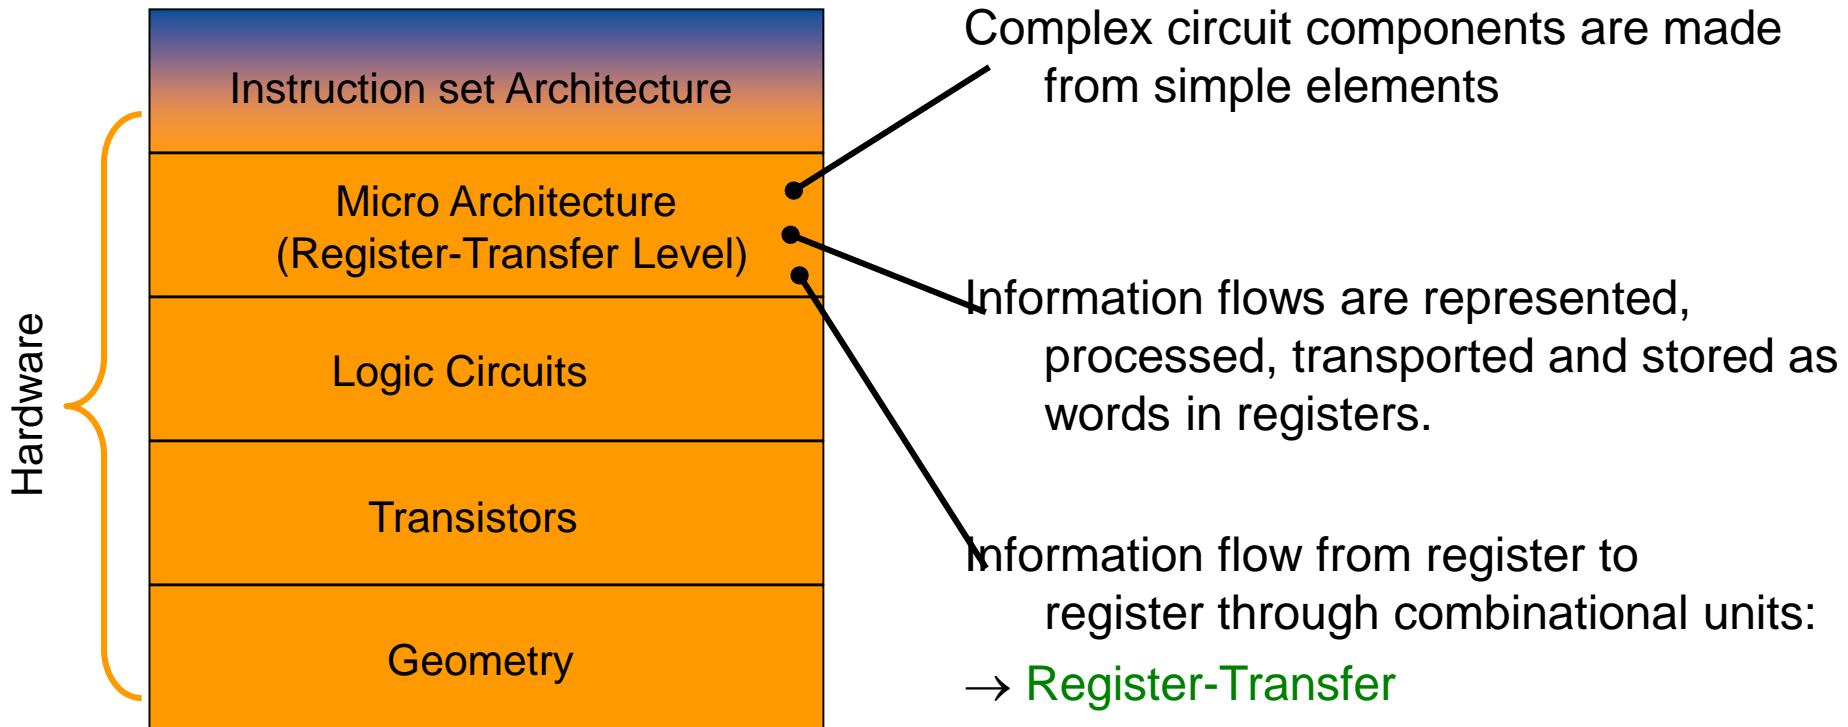 Hardware
Instruction set Architecture
Micro Architecture
(Register-Transfer Level)
Logic Circuits
Transistors
Geometry
Complex circuit components are made
from simple elements
Information flows are represented,
processed, transported and stored as
words in registers.
Information flow from register to
register through combinational units:
→ Register-Transfer